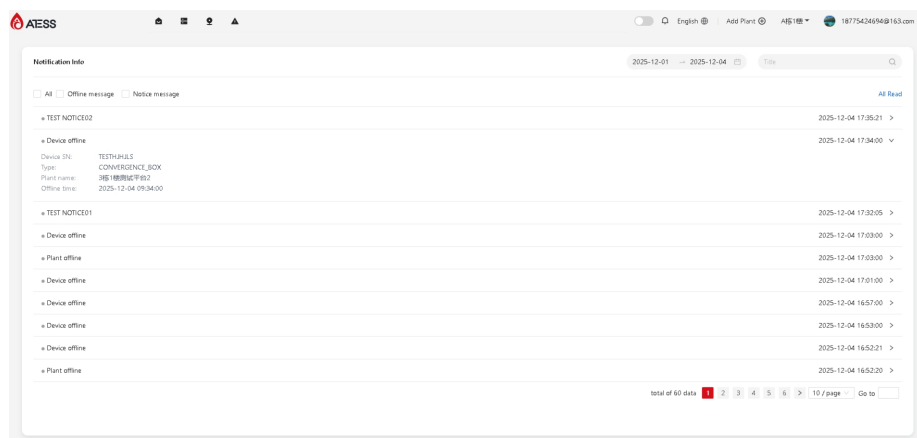 ATESS
English
Add Plant
A栋1楼
18775424694@163.com
Notification Info
2025-12-01 → 2025-12-04
Title
All Offline message Notice message
All Read
TEST NOTICE02 2025-12-04 17:35:21
Device offline 2025-12-04 17:34:00
Device SN: TESTHJHJLS
Type: CONVERGENCE_BOX
Plant name: 3栋1楼测试平台2
Offline time: 2025-12-04 09:34:00
TEST NOTICE01 2025-12-04 17:32:05
Device offline 2025-12-04 17:03:00
Plant offline 2025-12-04 17:03:00
Device offline 2025-12-04 17:01:00
Device offline 2025-12-04 16:57:00
Device offline 2025-12-04 16:53:00
Device offline 2025-12-04 16:52:21
Plant offline 2025-12-04 16:52:20
total of 60 data 1 2 3 4 5 6 > 10 / page Go to